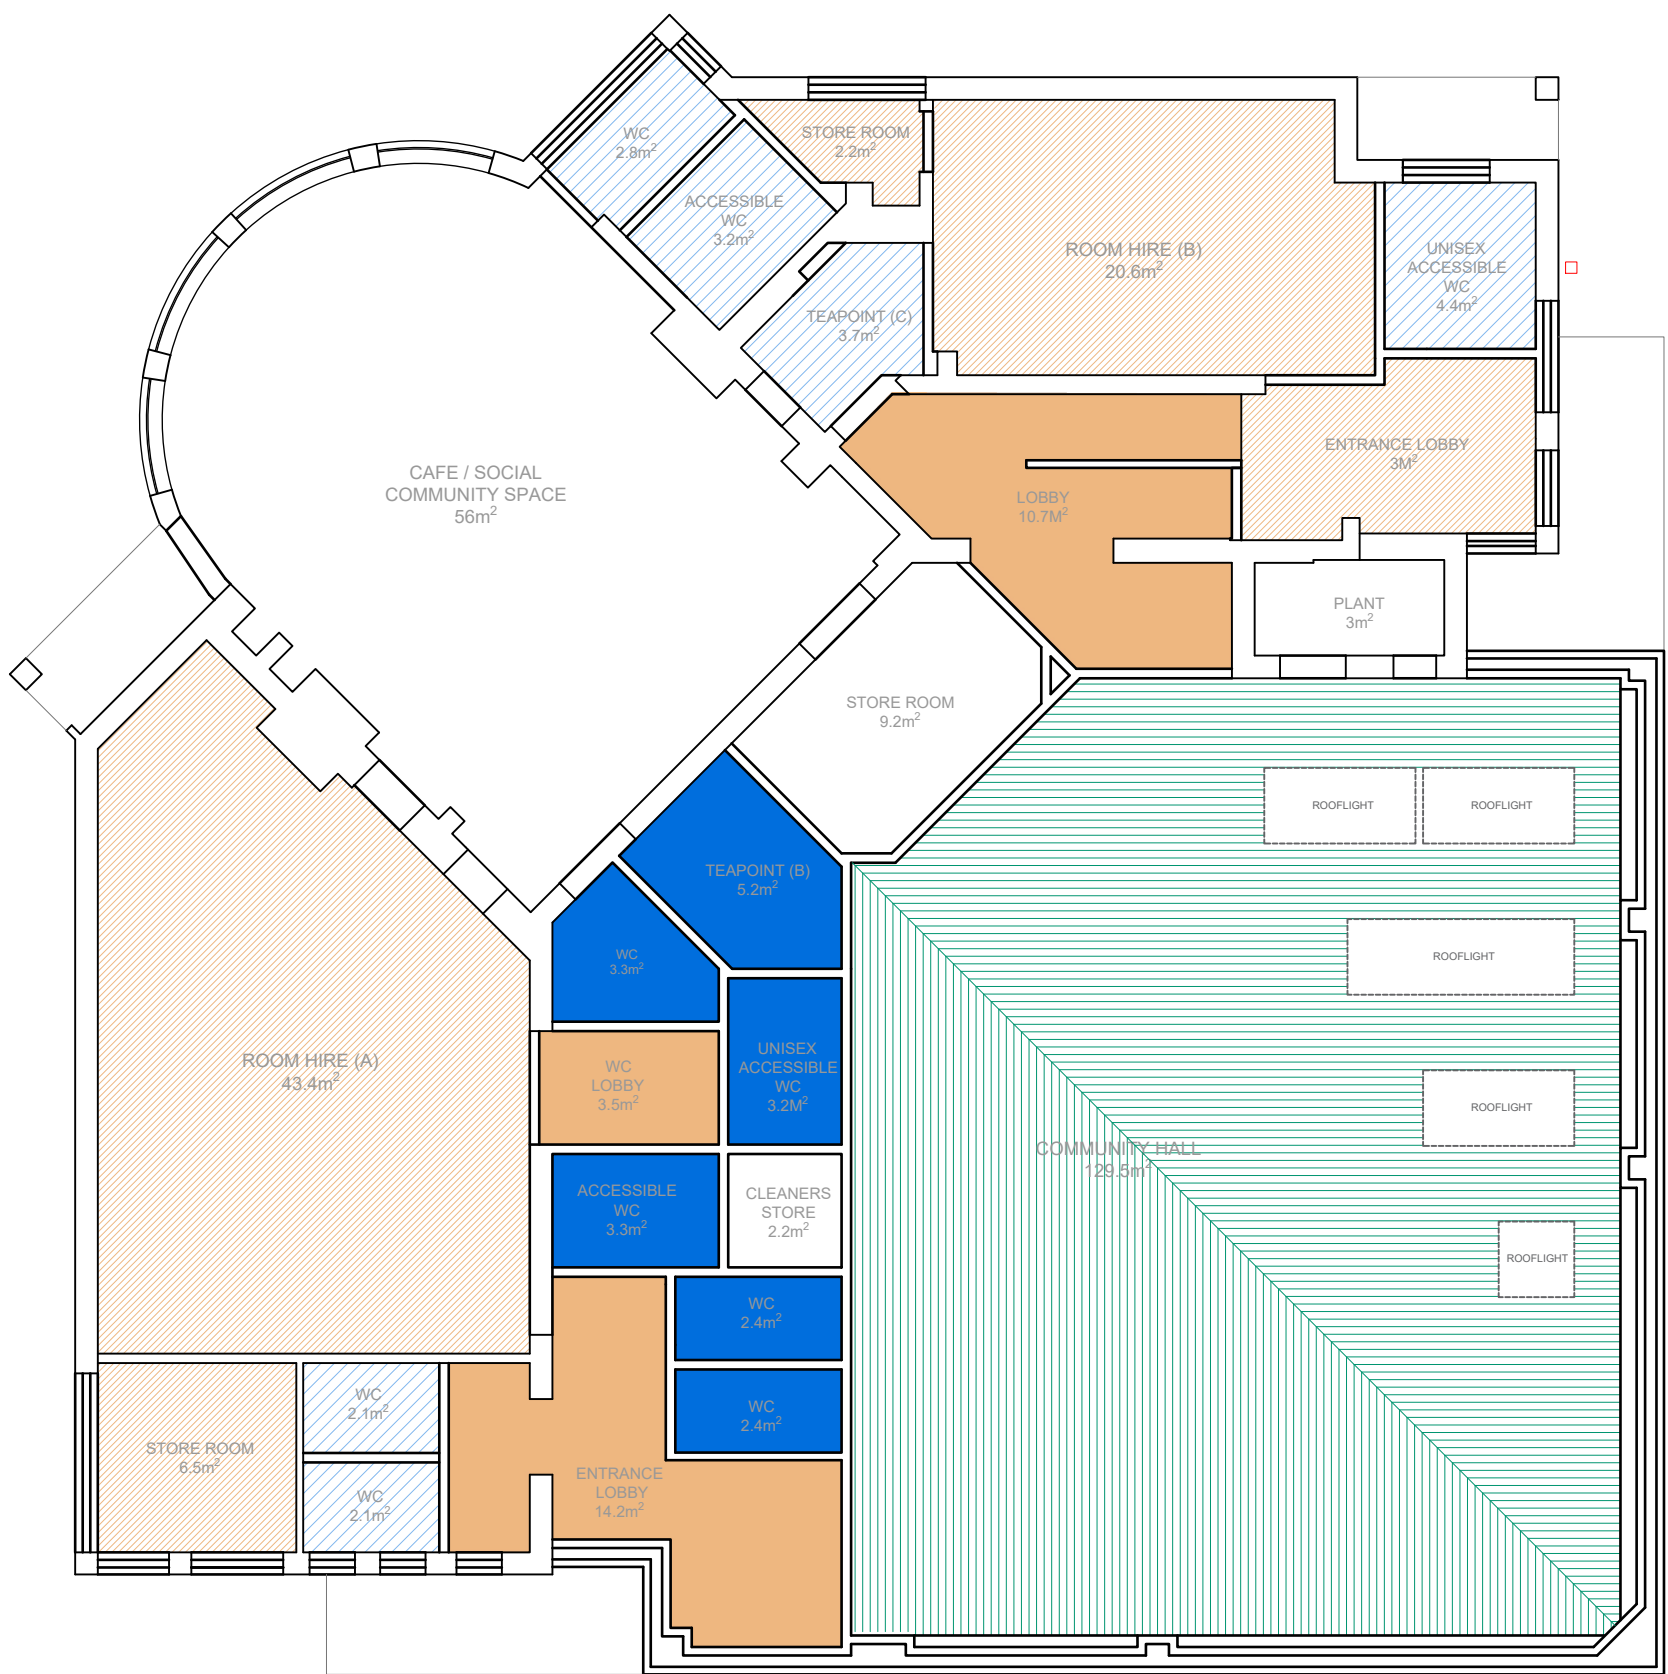 WC
2.8m²
STORE ROOM
2.2m²
ACCESSIBLE
WC
3.2m²
ROOM HIRE (B)
20.6m²
UNISEX
ACCESSIBLE
WC
4.4m²
TEAPOINT (C)
3.7m²
CAFE / SOCIAL
COMMUNITY SPACE
56m²
ENTRANCE LOBBY
3M²
LOBBY
10.7M²
PLANT
3m²
STORE ROOM
9.2m²
ROOFLIGHT
ROOFLIGHT
TEAPOINT (B)
5.2m²
WC
3.3m²
ROOFLIGHT
ROOM HIRE (A)
43.4m²
WC
LOBBY
3.5m²
UNISEX
ACCESSIBLE
WC
3.2M²
ROOFLIGHT
COMMUNITY HALL
129.5m²
ACCESSIBLE
WC
3.3m²
CLEANERS
STORE
2.2m²
ROOFLIGHT
WC
2.4m²
WC
2.1m²
WC
2.4m²
STORE ROOM
6.5m²
ENTRANCE
LOBBY
14.2m²
WC
2.1m²